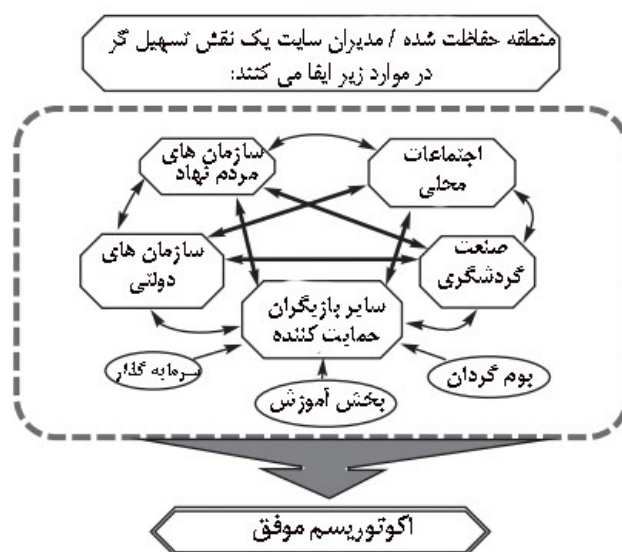 منطقه حفاظت شده / مدیران سایت یک نقش تسهیل گر
در موارد زیر ایفا می کنند:
اجتماعات
محلی
سازمان های
مردم نهاد
صنعت
گردشگری
سازمان های
دولتی
سایر بازیگران
حمایت کننده
بوم گردان
بخش آموزش
سرمایه گذار
اکوتوریسم موفق